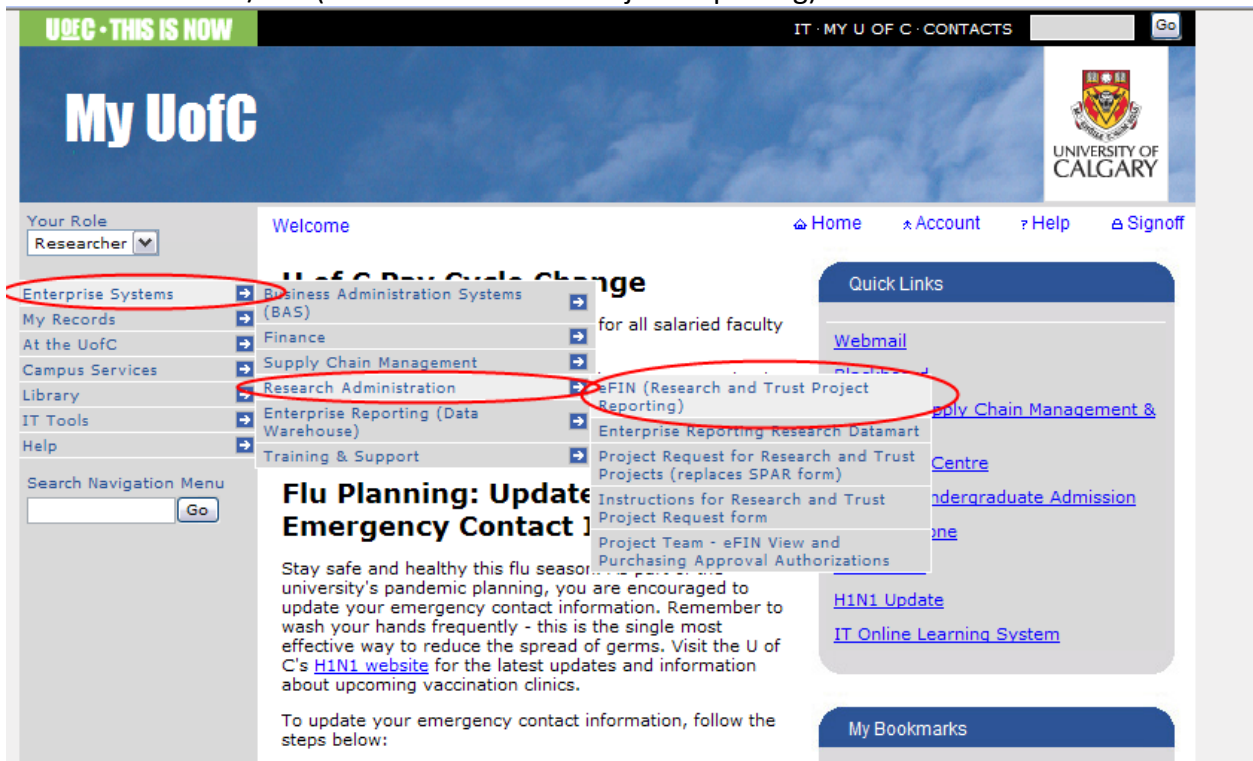 UofC · THIS IS NOW
IT · MY U OF C · CONTACTS
Go
My UofC
UNIVERSITY OF
CALGARY
Your Role
Researcher
Welcome
Home Account Help Signoff
Enterprise Systems
My Records
At the UofC
Campus Services
Library
IT Tools
Help
Search Navigation Menu
Go
Business Administration Systems
(BAS)
Finance
Supply Chain Management
Research Administration
Enterprise Reporting (Data
Warehouse)
Training & Support
eFIN (Research and Trust Project
Reporting)
Enterprise Reporting Research Datamart
Project Request for Research and Trust
Projects (replaces SPAR form)
Instructions for Research and Trust
Project Request form
Project Team - eFIN View and
Purchasing Approval Authorizations
U of C Pay Cycle Change
for all salaried faculty
Flu Planning: Update
Emergency Contact
Stay safe and healthy this flu season. As part of the
university's pandemic planning, you are encouraged to
update your emergency contact information. Remember to
wash your hands frequently - this is the single most
effective way to reduce the spread of germs. Visit the U of
C's H1N1 website for the latest updates and information
about upcoming vaccination clinics.
To update your emergency contact information, follow the
steps below:
Quick Links
Webmail
Blackboard
Chain Management &
Centre
Admission
H1N1 Update
IT Online Learning System
My Bookmarks